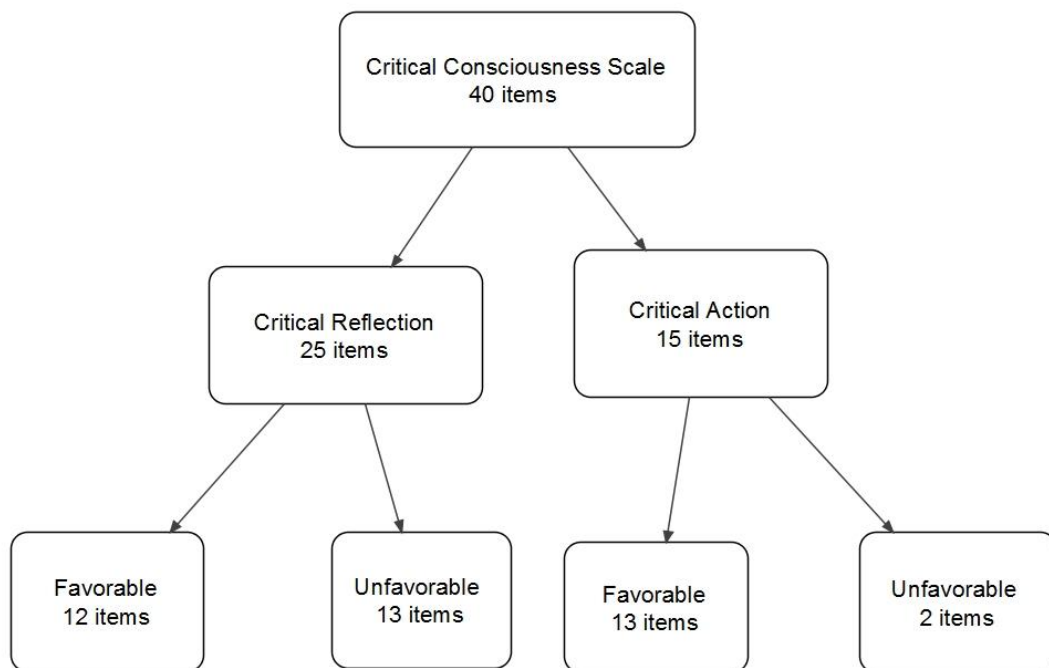 Critical Consciousness Scale
40 items
Critical Reflection
25 items
Critical Action
15 items
Favorable
12 items
Unfavorable
13 items
Favorable
13 items
Unfavorable
2 items